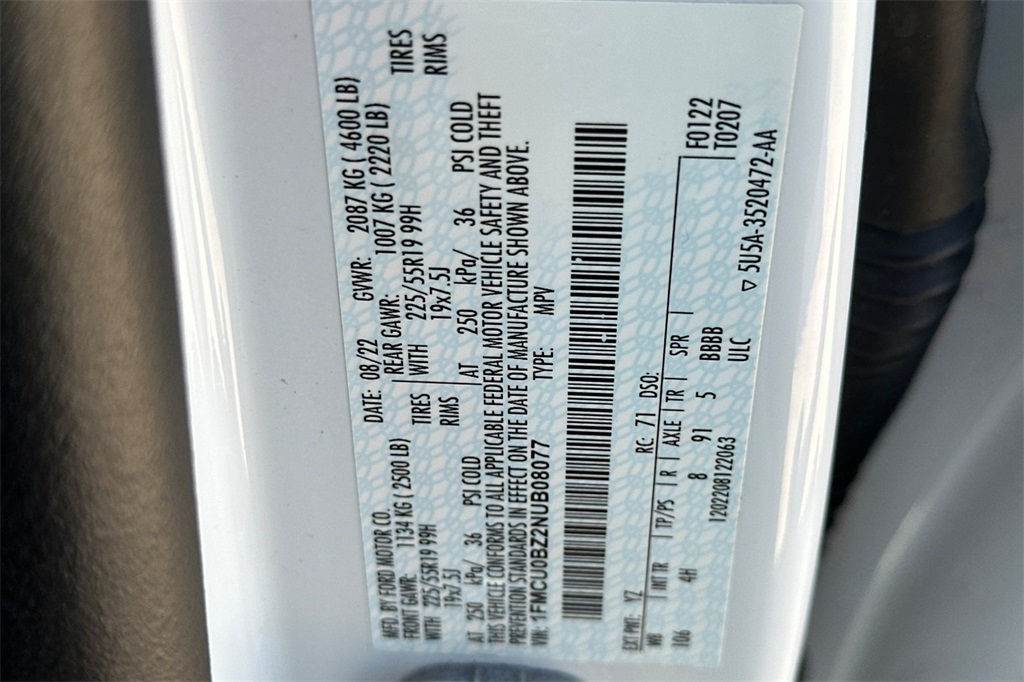 MFD. BY FORD MOTOR CO. DATE: 08/22 GVWR: 2087 KG ( 4600 LB)
FRONT GAWR: 1134 KG ( 2500 LB) REAR GAWR: 1007 KG ( 2220 LB)
WITH 225/55R19 99H TIRES WITH 225/55R19 99H TIRES
19x7.5J RIMS 19x7.5J RIMS
AT 250 kPa/ 36 PSI COLD AT 250 kPa/ 36 PSI COLD
THIS VEHICLE CONFORMS TO ALL APPLICABLE FEDERAL MOTOR VEHICLE SAFETY AND THEFT
PREVENTION STANDARDS IN EFFECT ON THE DATE OF MANUFACTURE SHOWN ABOVE.
VIN: 1FMCU0BZ2NUB08077 TYPE: MPV
EXT PNT: YZ RC: 71 DSO: F0122
WB INT TR TP/PS R AXLE TR SPR T0207
106 4H 8 91 5 BBBB
1202208122063 ULC
▽ 5U5A-3520472-AA